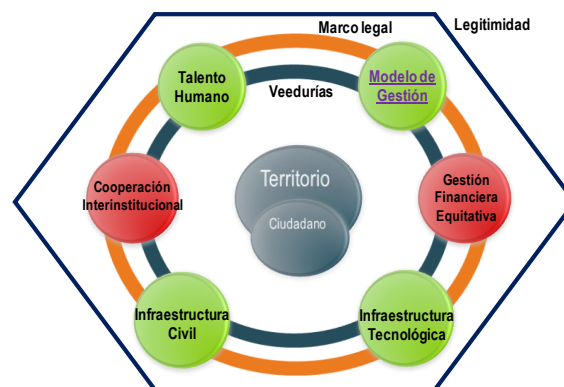 Marco legal
Legitimidad
Talento
Humano
Modelo de
Gestión
Veedurías
Cooperación
Interinstitucional
Territorio
Ciudadano
Gestión
Financiera
Equitativa
Infraestructura
Civil
Infraestructura
Tecnológica